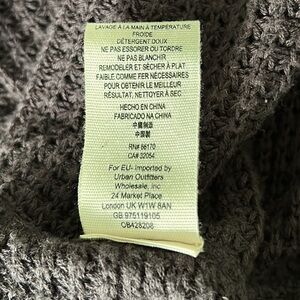 LAVAGE À LA MAIN À TEMPÉRATURE
FROIDE
DÉTERGENT DOUX
NE PAS ESSORER OU TORDRE
NE PAS BLANCHIR
REMODELER ET SÉCHER À PLAT
FAIBLE COMME FER NÉCESSAIRES
POUR OBTENIR LE MEILLEUR
RÉSULTAT, NETTOYER À SEC
HECHO EN CHINA
FABRICADO NA CHINA
中國製造
中国製
RN# 66170
CA# 32054
For EU- imported by
Urban Outfitters
Wholesale, Inc
24 Market Place
London UK W1W 8AN
GB 975119105
OB428208